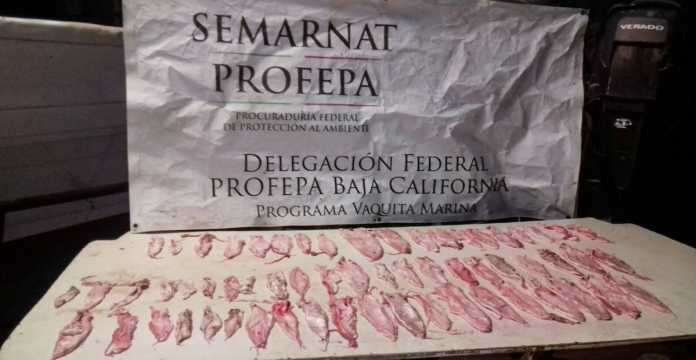 SEMARNAT
PROFEPA
PROCURADURÍA FEDERAL
DE PROTECCIÓN AL AMBIENTE
DELEGACIÓN FEDERAL
PROFEPA BAJA CALIFORNIA
PROGRAMA VAQUITA MARINA
VERADO